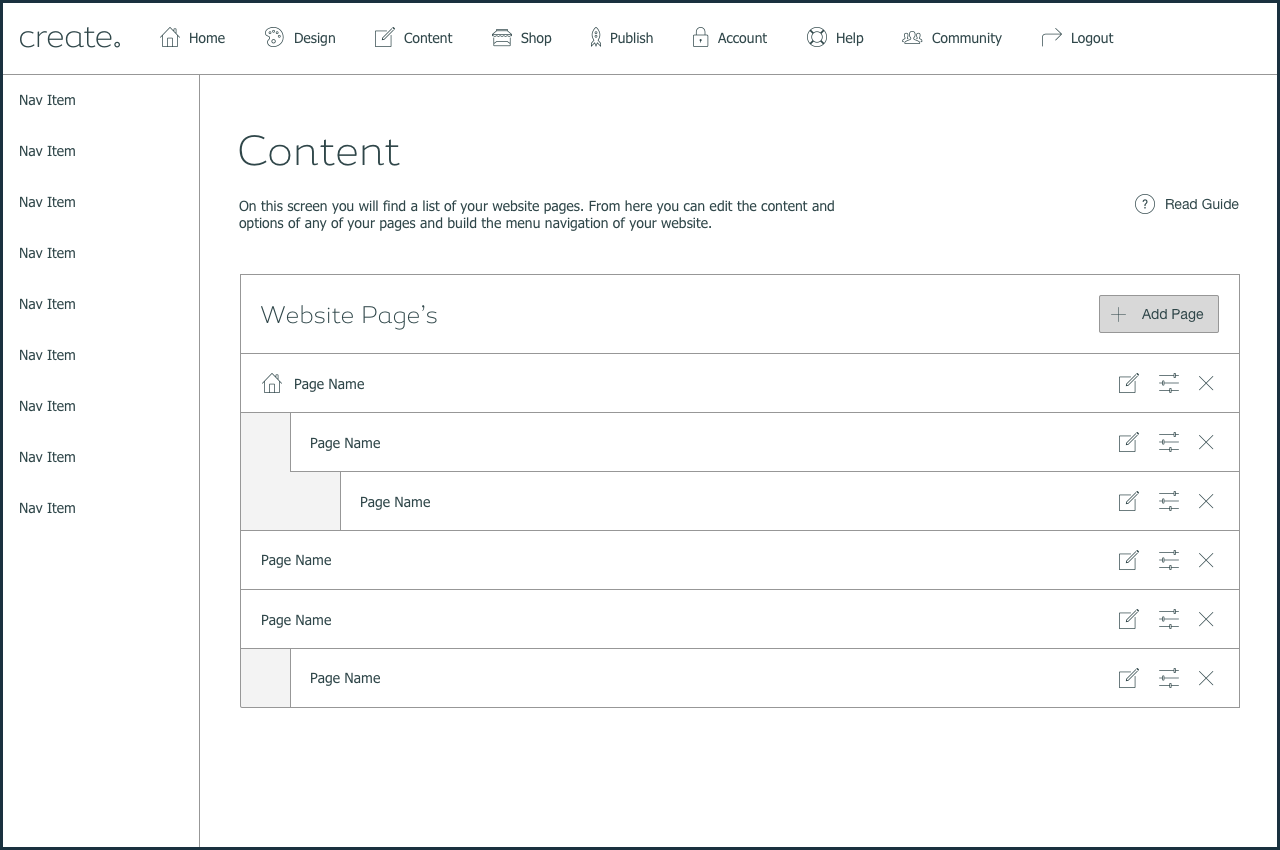 create.
Home
Design
Content
Shop
Publish
Account
Help
Community
Logout
Nav Item
Nav Item
Nav Item
Nav Item
Nav Item
Nav Item
Nav Item
Nav Item
Nav Item
Content
On this screen you will find a list of your website pages. From here you can edit the content and
options of any of your pages and build the menu navigation of your website.
? Read Guide
Website Page’s
Add Page
Page Name
Page Name
Page Name
Page Name
Page Name
Page Name